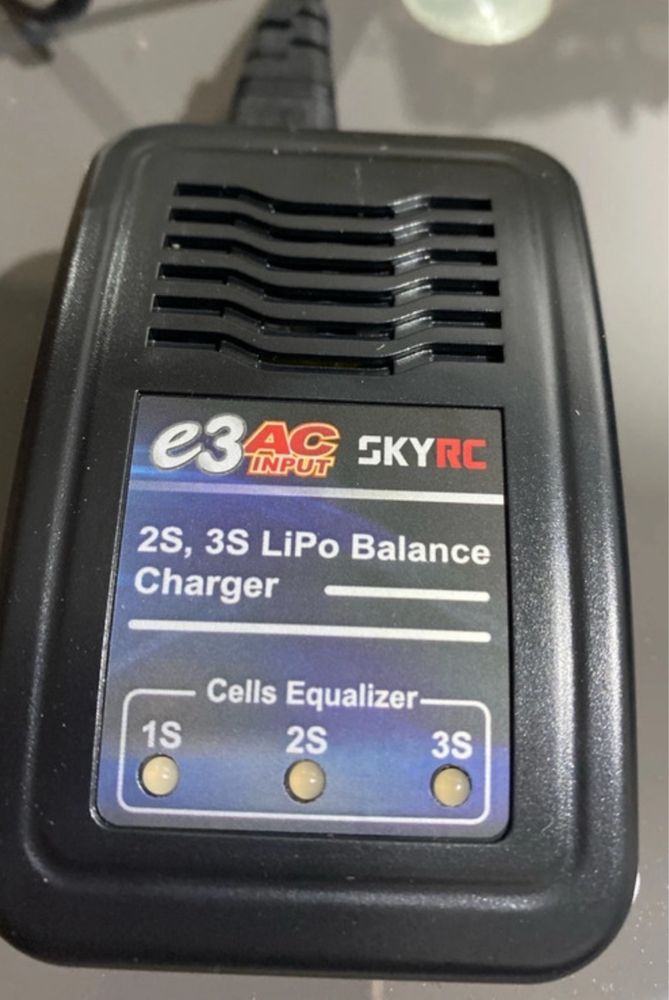 e3 AC INPUT SKYRC
2S, 3S LiPo Balance
Charger
Cells Equalizer
1S 2S 3S